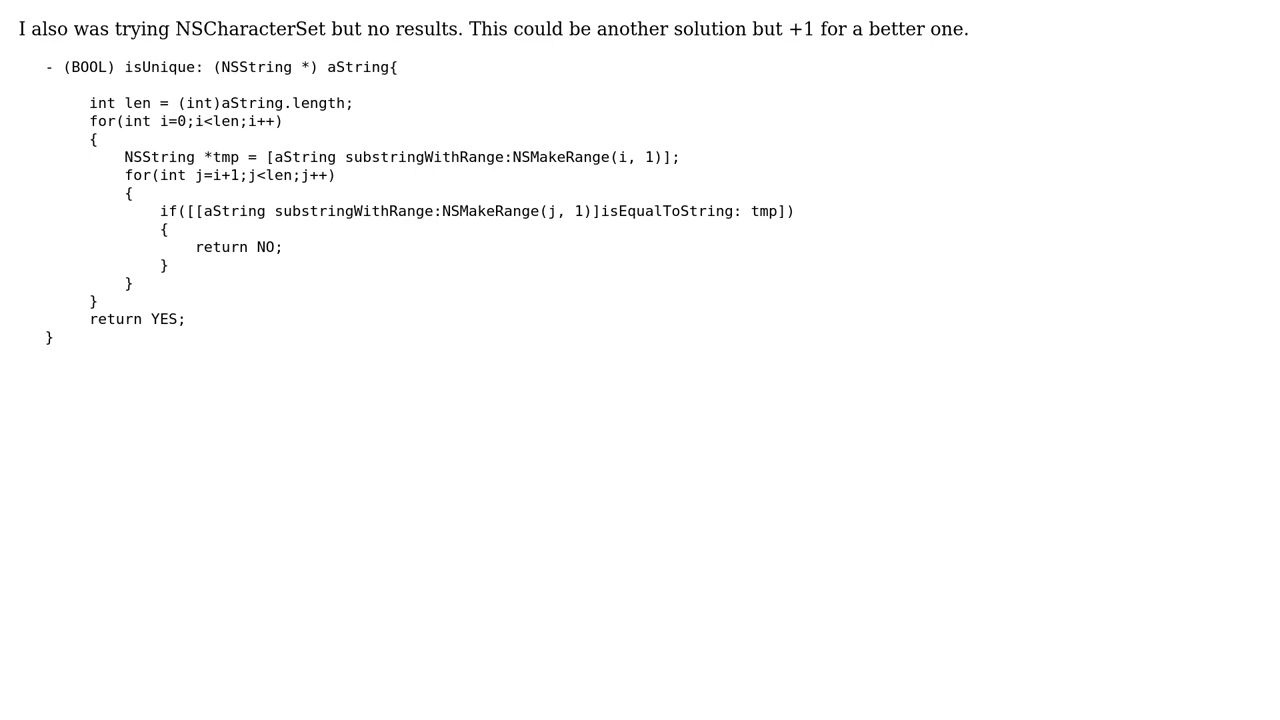 I also was trying NSCharacterSet but no results. This could be another solution but +1 for a better one.
- (BOOL) isUnique: (NSString *) aString{
int len = (int)aString.length;
for(int i=0;i<len;i++)
{
NSString *tmp = [aString substringWithRange:NSMakeRange(i, 1)];
for(int j=i+1;j<len;j++)
{
if([[aString substringWithRange:NSMakeRange(j, 1)]isEqualToString: tmp])
{
return NO;
}
}
}
return YES;
}